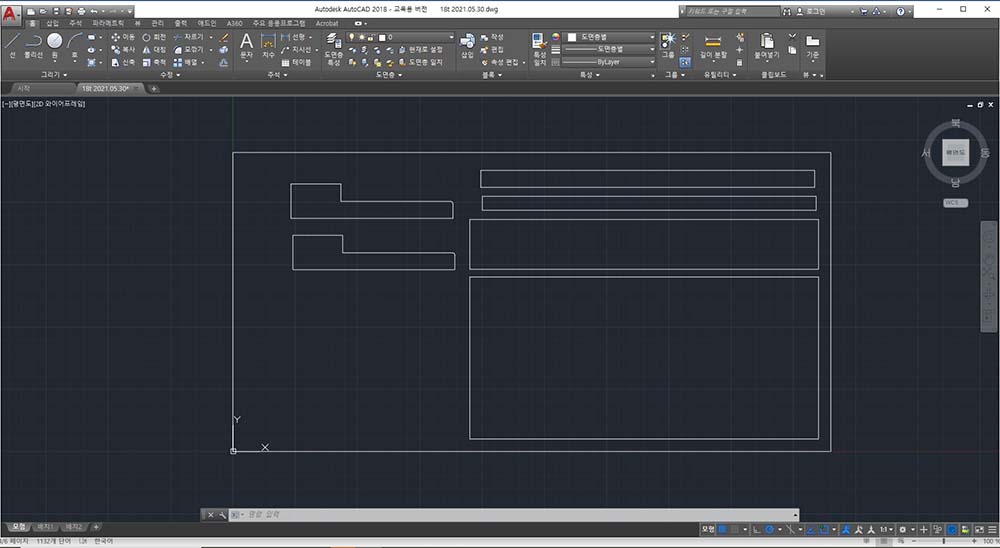 Autodesk AutoCAD 2018 - 교육용 버전 18t 2021.05.30.dwg
키워드 또는 구절 입력
로그인
홈 삽입 주석 파라메트릭 뷰 관리 출력 애드인 A360 주요 응용프로그램 Acrobat
선 폴리선 원 호
이동 회전 자르기
복사 대칭 모깎기
신축 축척 배열
문자 치수
선형
지시선
테이블
도면층 특성
0
현재로 설정
도면층 일치
삽입
작성
편집
속성 편집
특성 일치
도면층별
도면층별
ByLayer
그룹
길이 분할
붙여넣기
기준
그리기 수정 주석 도면층 블록 특성 그룹 유틸리티 클립보드 뷰
시작 18t 2021.05.30*
[−][평면도][2D 와이어프레임]
북
서 평면도 동
남
WCS
Y
X
명령 입력
모형 배치1 배치2
모형
1:1
페이지 1132개 단어 한국어
100 %